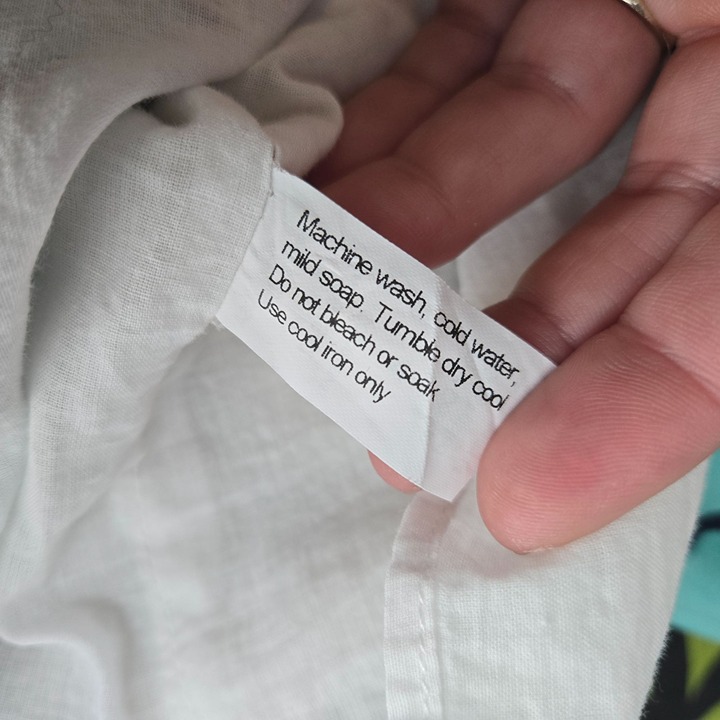 Machine wash, cold water,
mild soap. Tumble dry cool
Do not bleach or soak
Use cool iron only